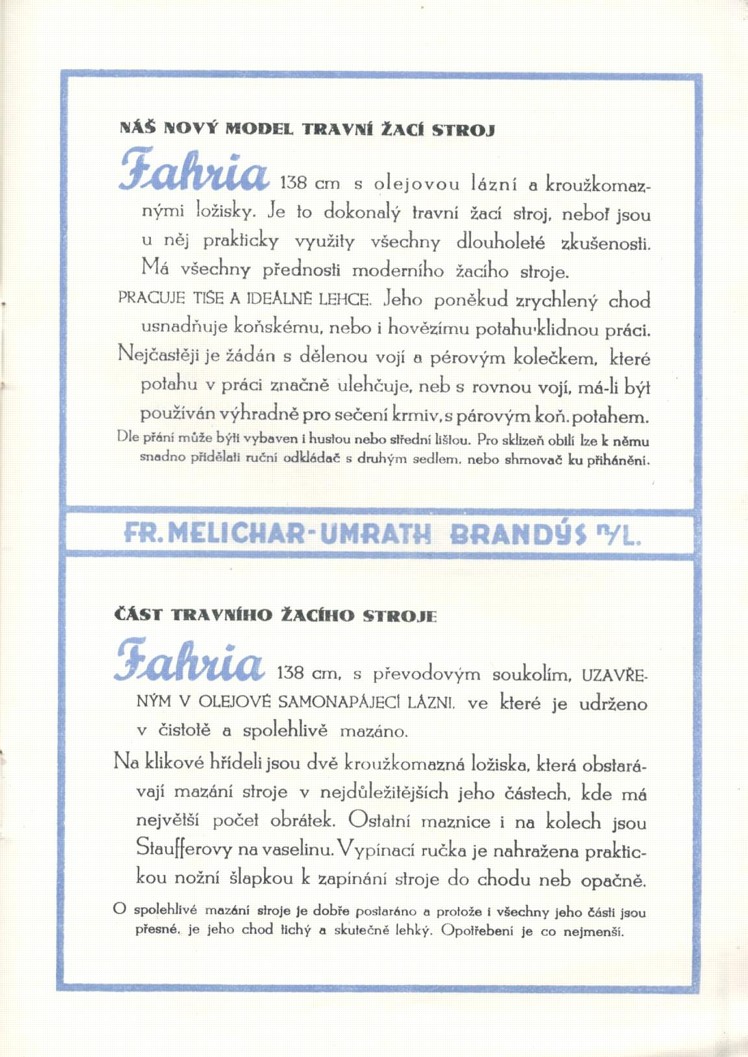 NÁŠ NOVÝ MODEL TRAVNÍ ŽACÍ STROJ
Fahria 138 cm s olejovou lázní a kroužkomaz-
nými ložisky. Je to dokonalý travní žací stroj, neboť jsou
u něj prakticky využity všechny dlouholeté zkušenosti.
Má všechny přednosti moderního žacího stroje.
PRACUJE TIŠE A IDEÁLNĚ LEHCE. Jeho poněkud zrychlený chod
usnadňuje koňskému, nebo i hovězímu potahu klidnou práci.
Nejčastěji je žádán s dělenou vojí a pérovým kolečkem, které
potahu v práci značně ulehčuje, neb s rovnou vojí, má-li být
používán výhradně pro sečení krmiv, s párovým koň. potahem.
Dle přání může býti vybaven i hustou nebo střední lištou. Pro sklizeň obilí lze k němu
snadno přidělati ruční odkládač s druhým sedlem, nebo shrnovač ku přihánění.
FR. MELICHAR-UMRATH BRANDÝS n/L.
ČÁST TRAVNÍHO ŽACÍHO STROJE
Fahria 138 cm, s převodovým soukolím, UZAVŘE-
NÝM V OLEJOVÉ SAMONAPÁJECÍ LÁZNI, ve které je udrženo
v čistotě a spolehlivě mazáno.
Na klikové hřídeli jsou dvě kroužkomazná ložiska, která obstará-
vají mazání stroje v nejdůležitějších jeho částech, kde má
největší počet obrátek. Ostatní maznice i na kolech jsou
Staufferovy na vaselinu. Vypínací ručka je nahražena praktic-
kou nožní šlapkou k zapínání stroje do chodu neb opačně.
O spolehlivé mazání stroje je dobře postaráno a protože i všechny jeho části jsou
přesné, je jeho chod tichý a skutečně lehký. Opotřebení je co nejmenší.